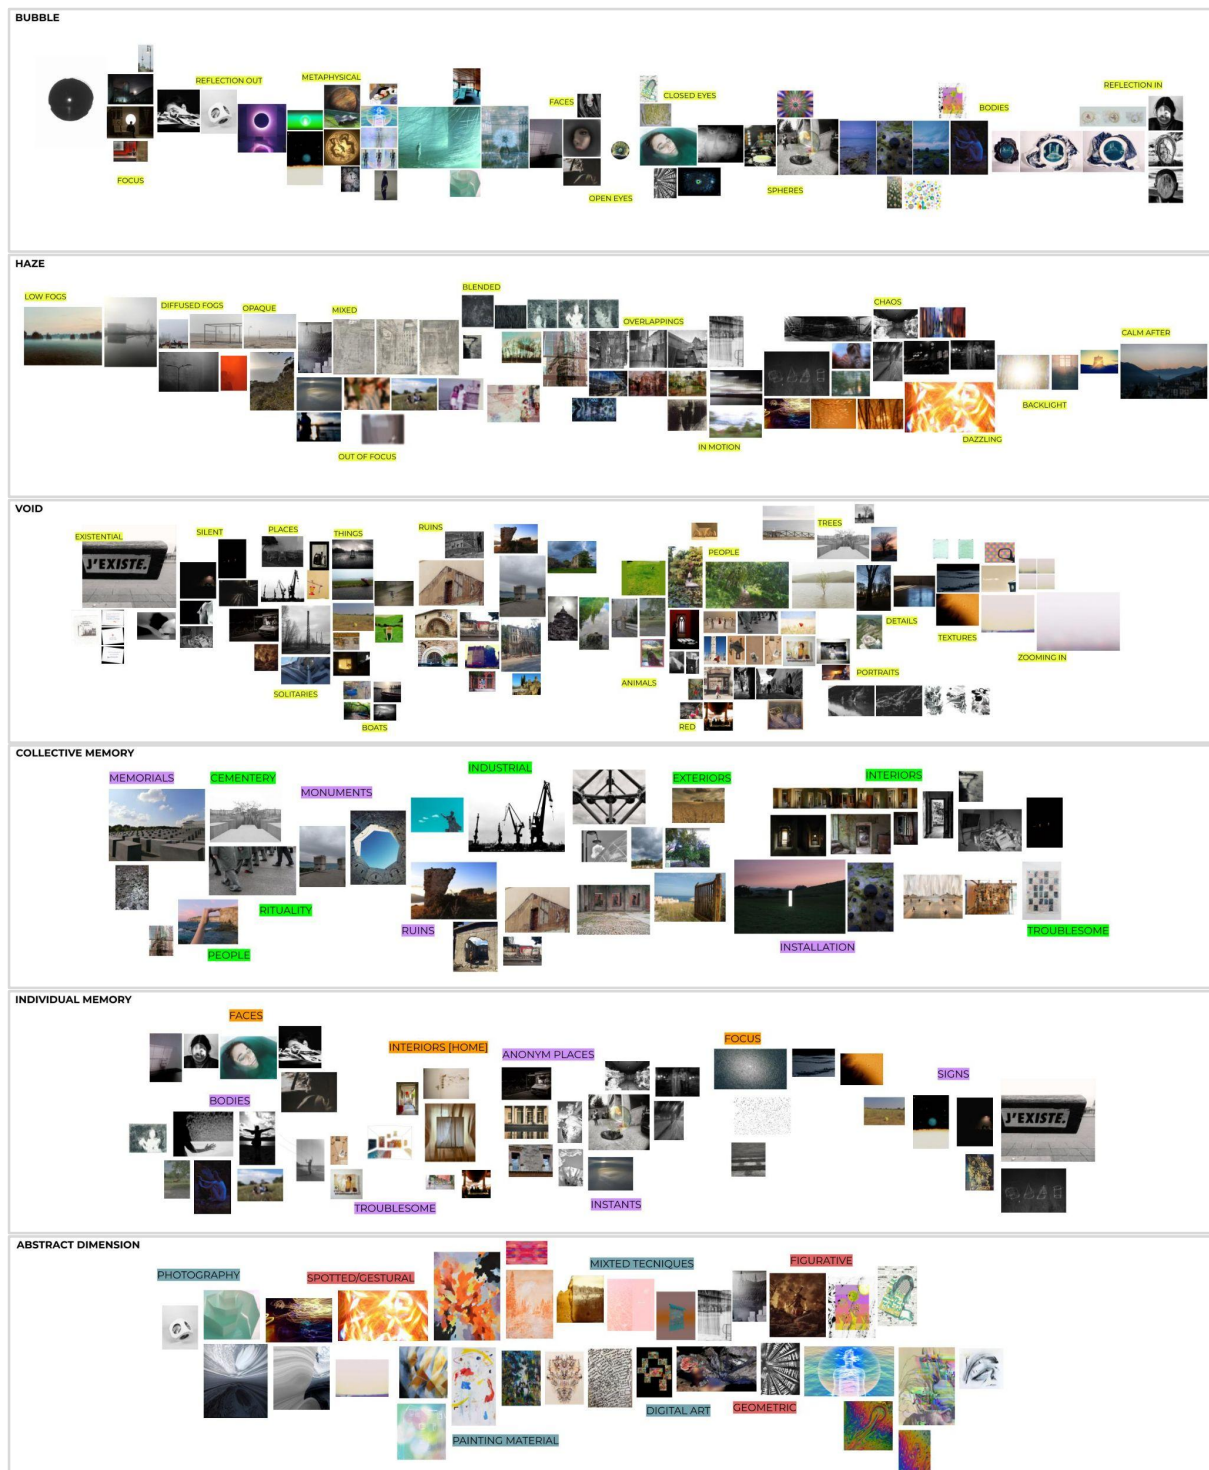 BUBBLE
REFLECTION OUT
METAPHYSICAL
FACES
CLOSED EYES
BODIES
REFLECTION IN
FOCUS
OPEN EYES
SPHERES
HAZE
LOW FOGS
DIFFUSED FOGS
OPAQUE
MIXED
BLENDED
OVERLAPPINGS
CHAOS
CALM AFTER
BACKLIGHT
OUT OF FOCUS
IN MOTION
DAZZLING
VOID
EXISTENTIAL
SILENT
PLACES
THINGS
RUINS
PEOPLE
TREES
J'EXISTE.
DETAILS
TEXTURES
ZOOMING IN
SOLITARIES
ANIMALS
PORTRAITS
BOATS
RED
COLLECTIVE MEMORY
MEMORIALS
CEMENTERY
MONUMENTS
INDUSTRIAL
EXTERIORS
INTERIORS
RITUALITY
RUINS
TROUBLESOME
PEOPLE
INSTALLATION
INDIVIDUAL MEMORY
FACES
INTERIORS [HOME]
ANONYM PLACES
FOCUS
SIGNS
BODIES
J'EXISTE.
TROUBLESOME
INSTANTS
ABSTRACT DIMENSION
PHOTOGRAPHY
SPOTTED/GESTURAL
MIXTED TECNIQUES
FIGURATIVE
DIGITAL ART
GEOMETRIC
PAINTING MATERIAL